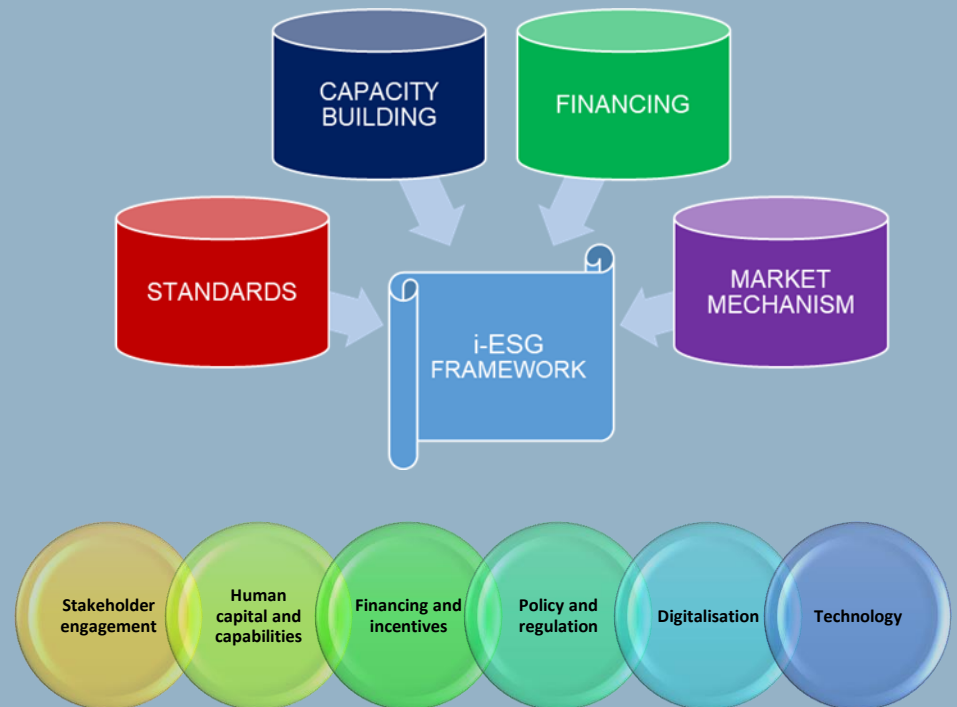 CAPACITY
BUILDING
FINANCING
STANDARDS
MARKET
MECHANISM
i-ESG
FRAMEWORK
Stakeholder
engagement
Human
capital and
capabilities
Financing and
incentives
Policy and
regulation
Digitalisation
Technology